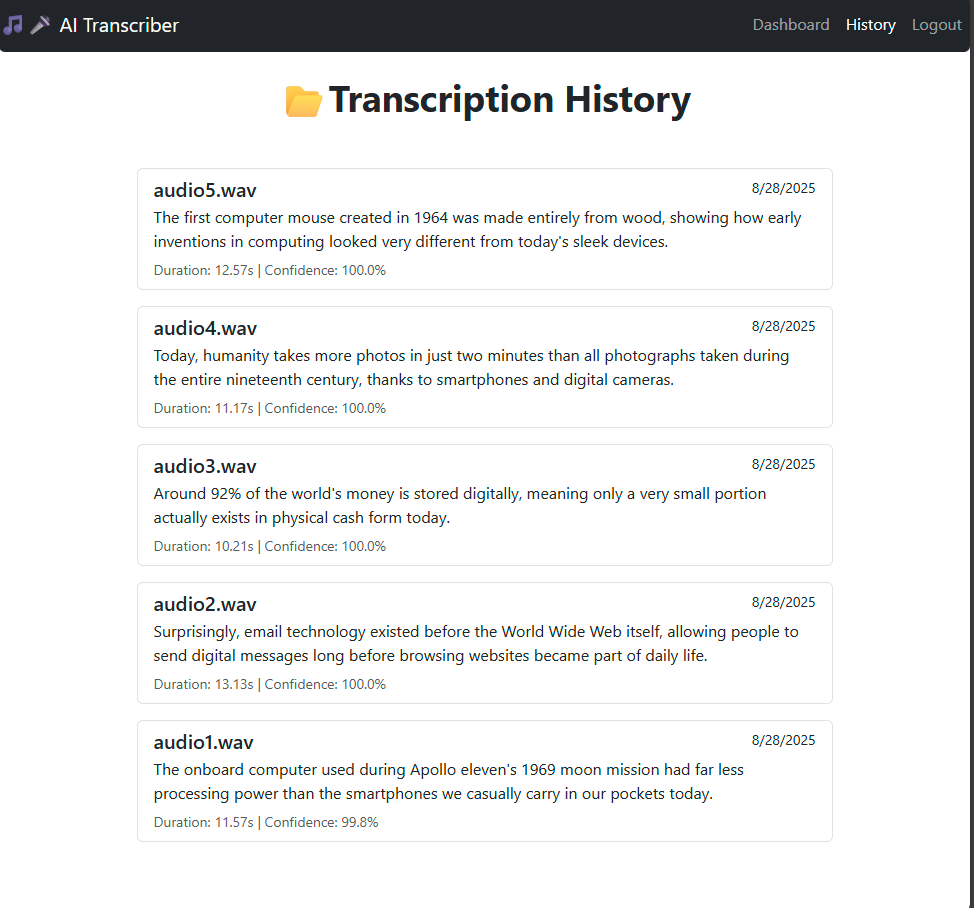 AI Transcriber
Dashboard History Logout
Transcription History
audio5.wav
8/28/2025
The first computer mouse created in 1964 was made entirely from wood, showing how early
inventions in computing looked very different from today's sleek devices.
Duration: 12.57s | Confidence: 100.0%
audio4.wav
8/28/2025
Today, humanity takes more photos in just two minutes than all photographs taken during
the entire nineteenth century, thanks to smartphones and digital cameras.
Duration: 11.17s | Confidence: 100.0%
audio3.wav
8/28/2025
Around 92% of the world's money is stored digitally, meaning only a very small portion
actually exists in physical cash form today.
Duration: 10.21s | Confidence: 100.0%
audio2.wav
8/28/2025
Surprisingly, email technology existed before the World Wide Web itself, allowing people to
send digital messages long before browsing websites became part of daily life.
Duration: 13.13s | Confidence: 100.0%
audio1.wav
8/28/2025
The onboard computer used during Apollo eleven's 1969 moon mission had far less
processing power than the smartphones we casually carry in our pockets today.
Duration: 11.57s | Confidence: 99.8%